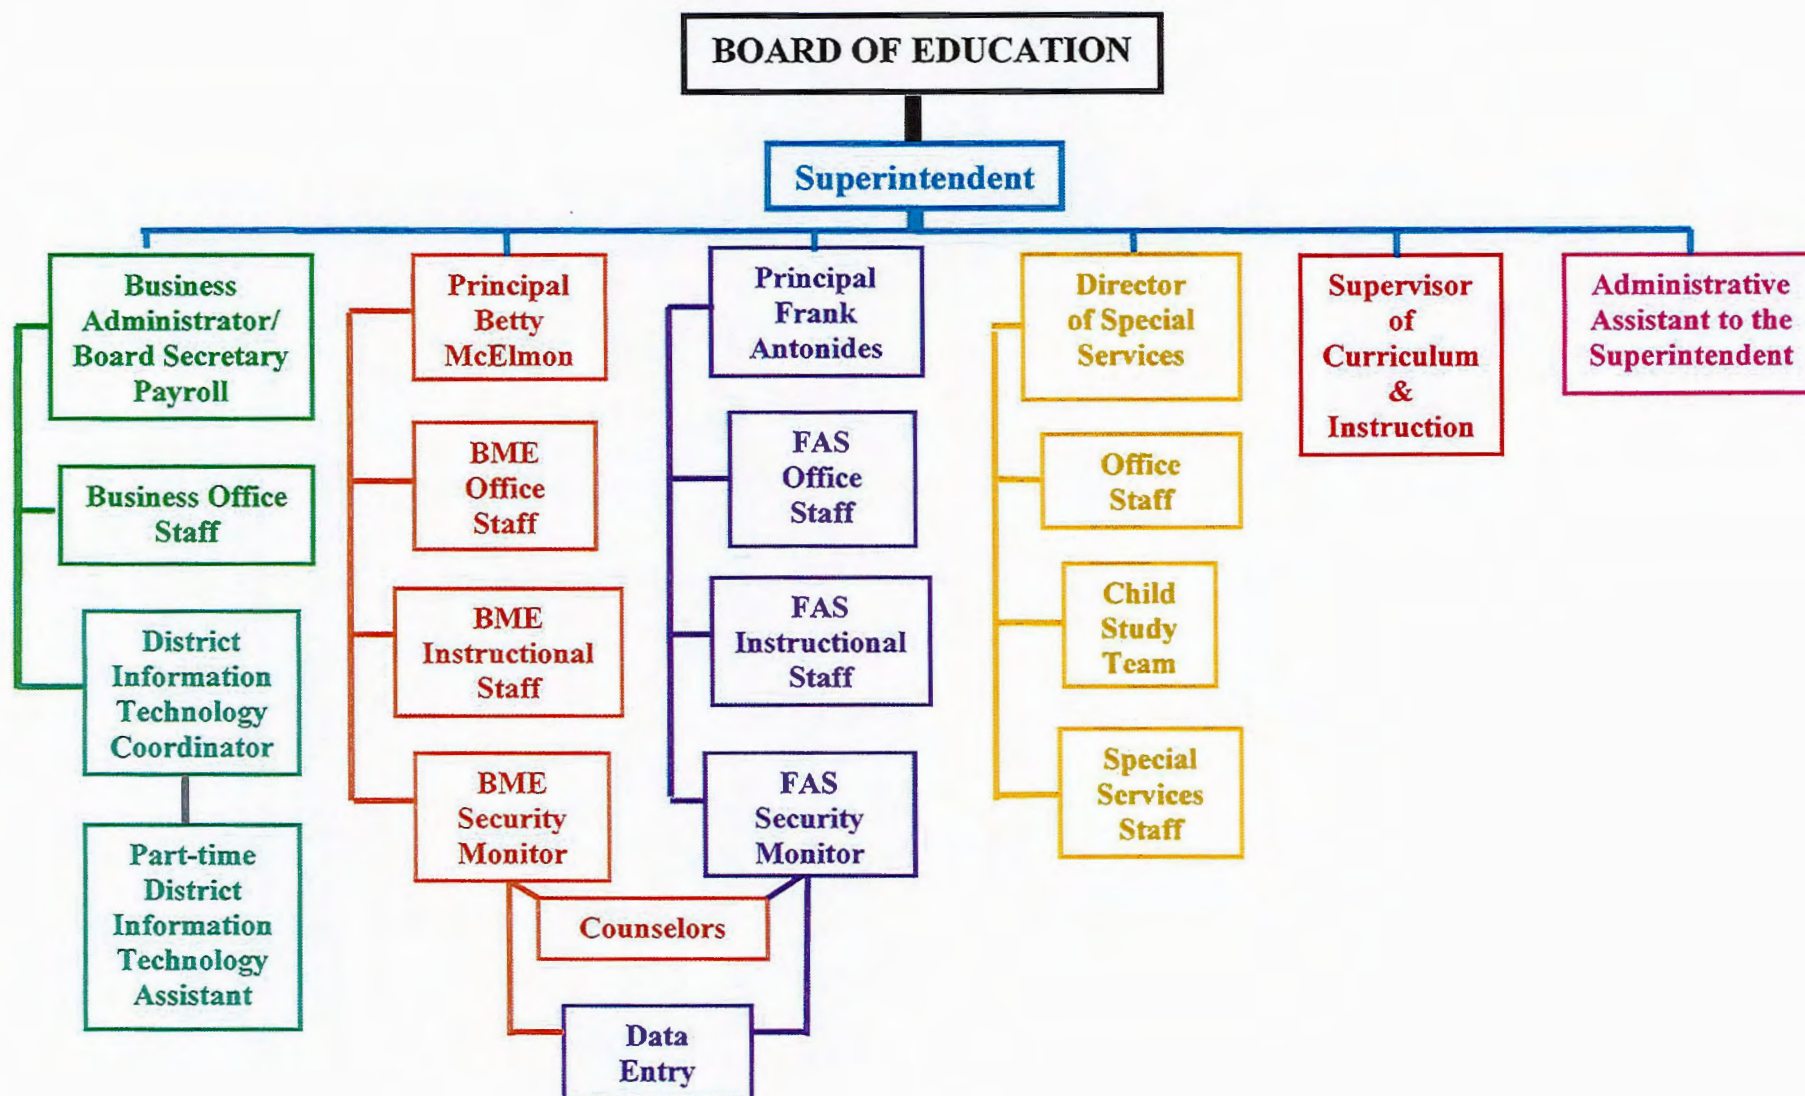 BOARD OF EDUCATION
Superintendent
Business
Administrator/
Board Secretary
Payroll
Business Office
Staff
District
Information
Technology
Coordinator
Part-time
District
Information
Technology
Assistant
Principal
Betty
McElmon
BME
Office
Staff
BME
Instructional
Staff
BME
Security
Monitor
Principal
Frank
Antonides
FAS
Office
Staff
FAS
Instructional
Staff
FAS
Security
Monitor
Counselors
Data
Entry
Director
of Special
Services
Office
Staff
Child
Study
Team
Special
Services
Staff
Supervisor
of
Curriculum
&
Instruction
Administrative
Assistant to the
Superintendent